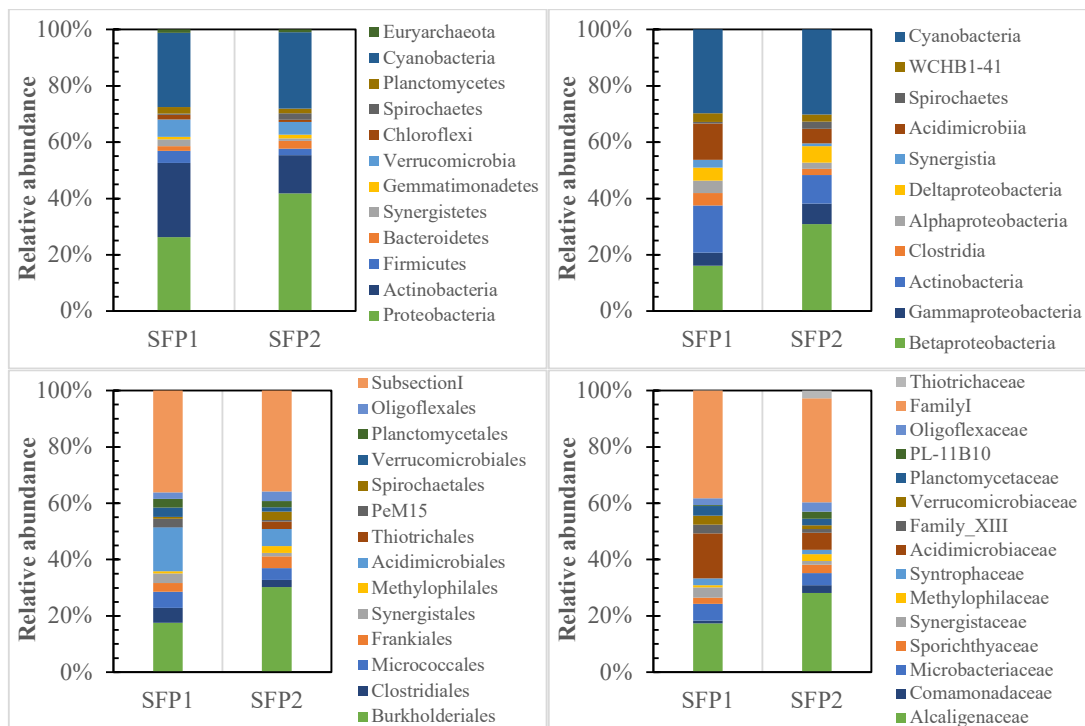 Relative abundance
100%
80%
60%
40%
20%
0%
SFP1
SFP2
Euryarchaeota
Cyanobacteria
Planctomycetes
Spirochaetes
Chloroflexi
Verrucomicrobia
Gemmatimonadetes
Synergistetes
Bacteroidetes
Firmicutes
Actinobacteria
Proteobacteria
Relative abundance
100%
80%
60%
40%
20%
0%
SFP1
SFP2
Cyanobacteria
WCHB1-41
Spirochaetes
Acidimicrobiia
Synergistia
Deltaproteobacteria
Alphaproteobacteria
Clostridia
Actinobacteria
Gammaproteobacteria
Betaproteobacteria
Relative abundance
100%
80%
60%
40%
20%
0%
SFP1
SFP2
SubsectionI
Oligoflexales
Planctomycetales
Verrucomicrobiales
Spirochaetales
PeM15
Thiotrichales
Acidimicrobiales
Methylophilales
Synergistales
Frankiales
Micrococcales
Clostridiales
Burkholderiales
Relative abundance
100%
80%
60%
40%
20%
0%
SFP1
SFP2
Thiotrichaceae
FamilyI
Oligoflexaceae
PL-11B10
Planctomycetaceae
Verrucomicrobiaceae
Family_XIII
Acidimicrobiaceae
Syntrophaceae
Methylophilaceae
Synergistaceae
Sporichthyaceae
Microbacteriaceae
Comamonadaceae
Alcaligenaceae